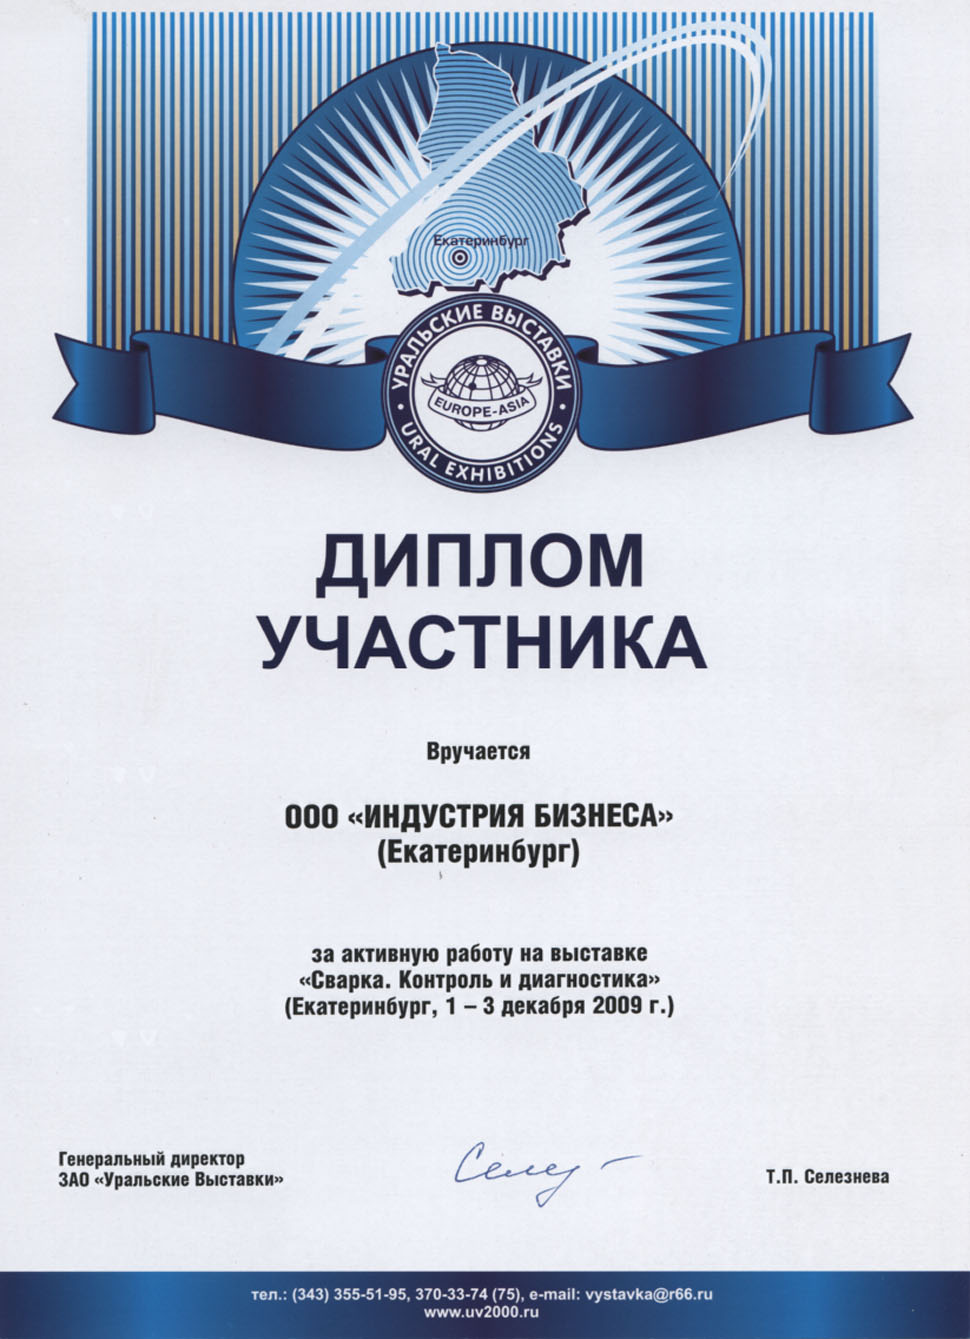 Екатеринбург
УРАЛЬСКИЕ ВЫСТАВКИ
EUROPE-ASIA
URAL EXHIBITIONS
ДИПЛОМ
УЧАСТНИКА
Вручается
ООО «ИНДУСТРИЯ БИЗНЕСА»
(Екатеринбург)
за активную работу на выставке
«Сварка. Контроль и диагностика»
(Екатеринбург, 1 – 3 декабря 2009 г.)
Генеральный директор
ЗАО «Уральские Выставки»
Т.П. Селезнева
тел.: (343) 355-51-95, 370-33-74 (75), e-mail: vystavka@r66.ru
www.uv2000.ru